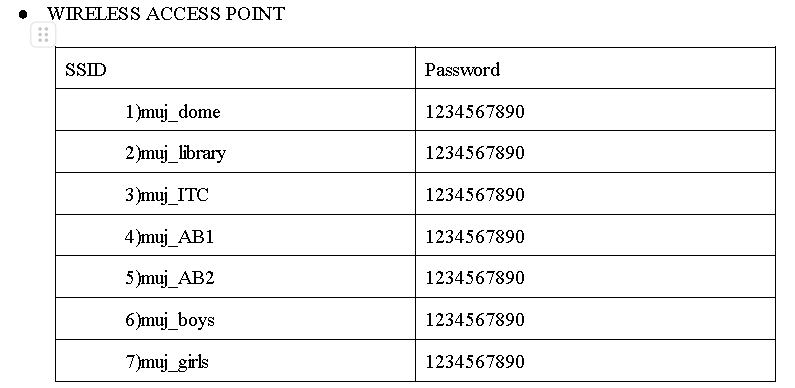 ● WIRELESS ACCESS POINT
SSID Password
1)muj_dome 1234567890
2)muj_library 1234567890
3)muj_ITC 1234567890
4)muj_AB1 1234567890
5)muj_AB2 1234567890
6)muj_boys 1234567890
7)muj_girls 1234567890